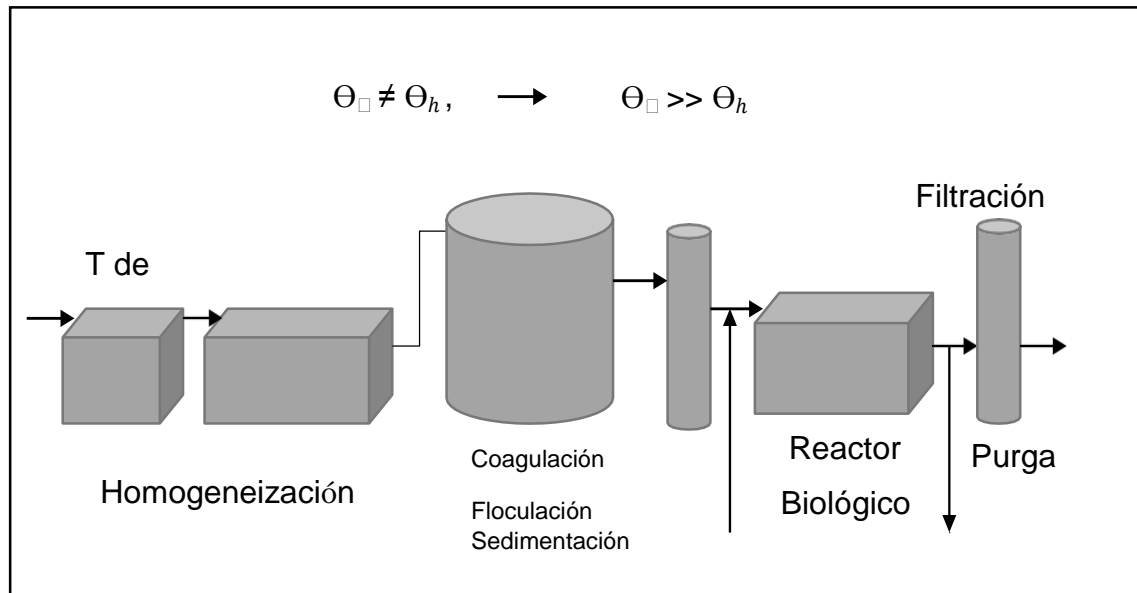 Θ□ ≠ Θh, → Θ□ >> Θh
Filtración
T de
Coagulación
Floculación
Sedimentación
Homogeneización
Reactor
Biológico
Purga